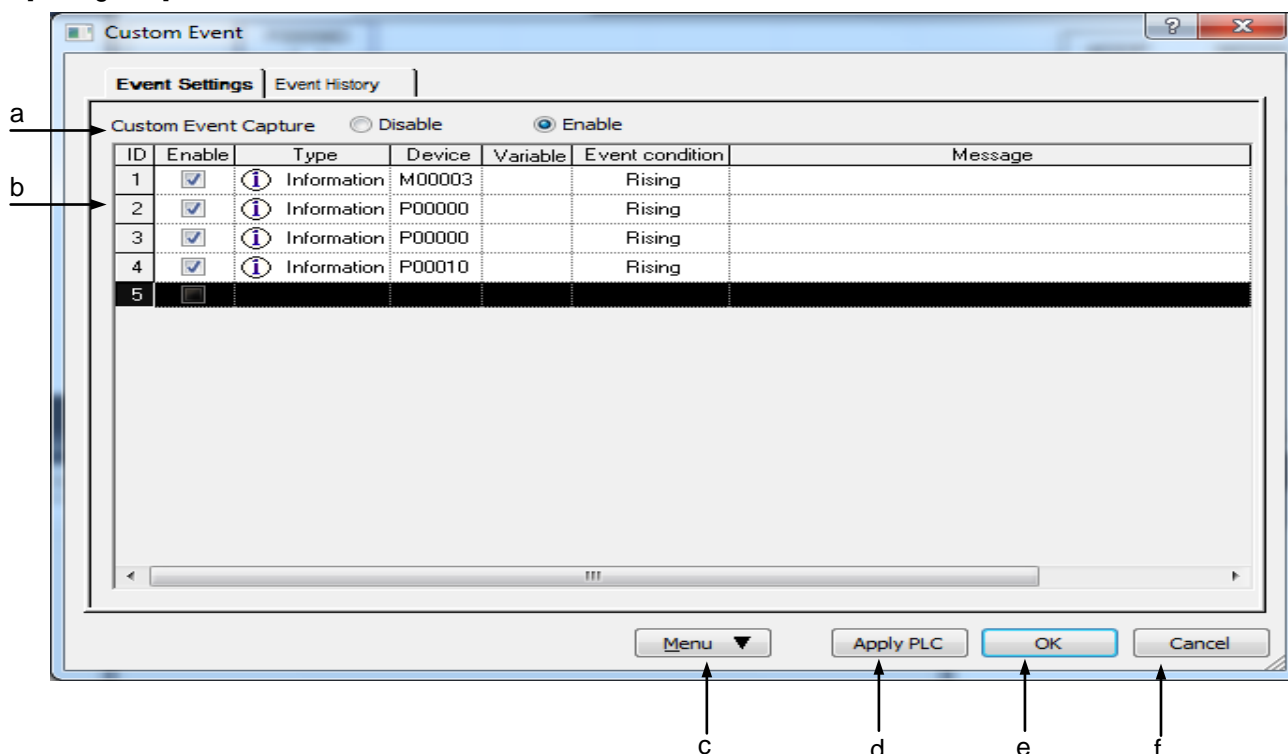 Custom Event
Event Settings Event History
a
Custom Event Capture Disable Enable
ID Enable Type Device Variable Event condition Message
1 Information M00003 Rising
b
2 Information P00000 Rising
3 Information P00000 Rising
4 Information P00010 Rising
5
Menu ▼ Apply PLC OK Cancel
c d e f